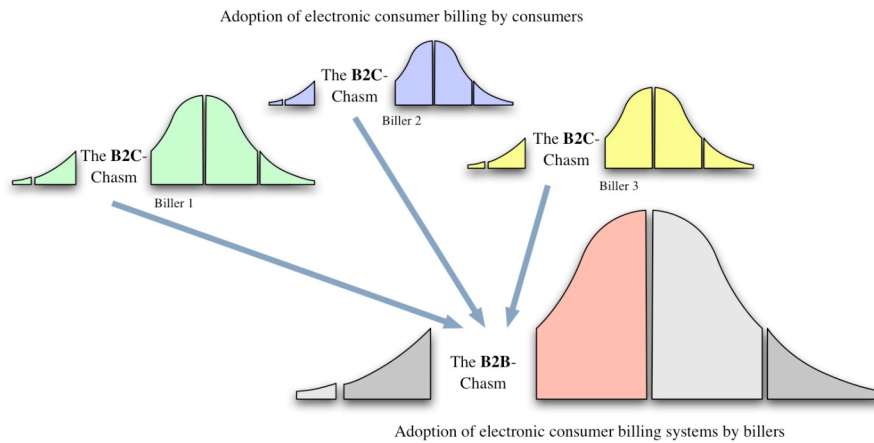 Adoption of electronic consumer billing by consumers
The B2C-
Chasm
Biller 2
The B2C-
Chasm
Biller 1
The B2C-
Chasm
Biller 3
The B2B-
Chasm
Adoption of electronic consumer billing systems by billers